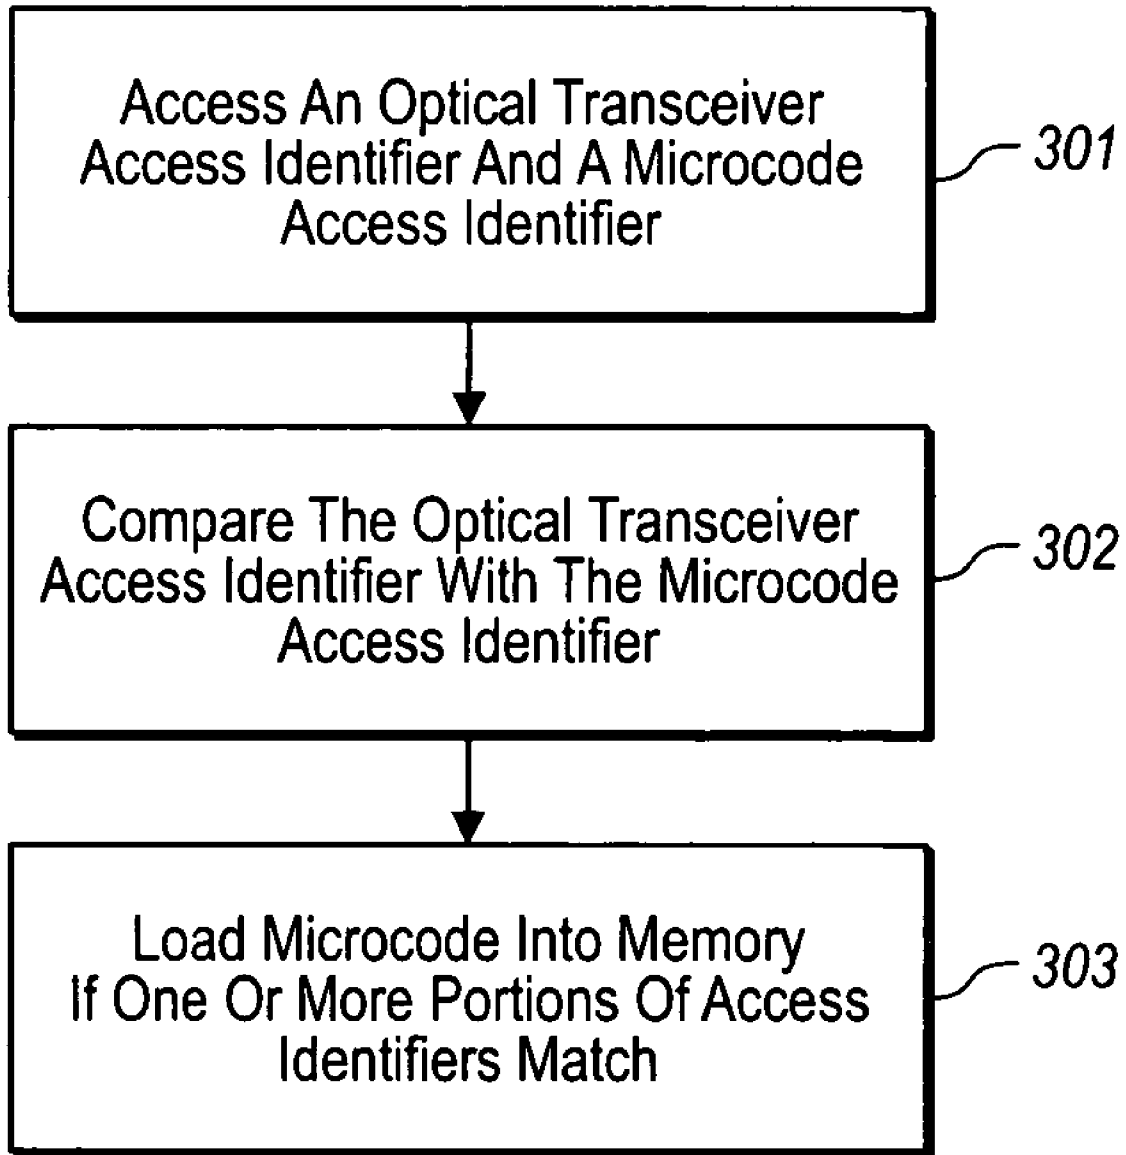 Access An Optical Transceiver
Access Identifier And A Microcode
Access Identifier
301
Compare The Optical Transceiver
Access Identifier With The Microcode
Access Identifier
302
Load Microcode Into Memory
If One Or More Portions Of Access
Identifiers Match
303